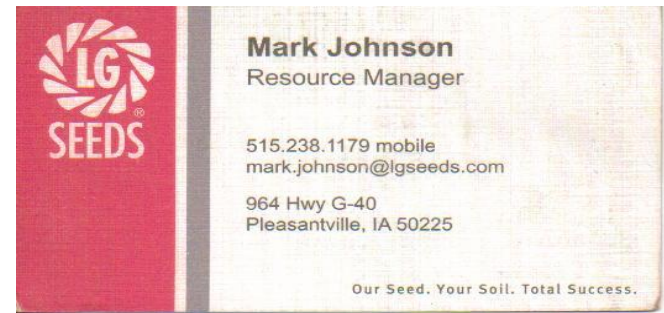 LG
SEEDS®
Mark Johnson
Resource Manager
515.238.1179 mobile
mark.johnson@lgseeds.com
964 Hwy G-40
Pleasantville, IA 50225
Our Seed. Your Soil. Total Success.